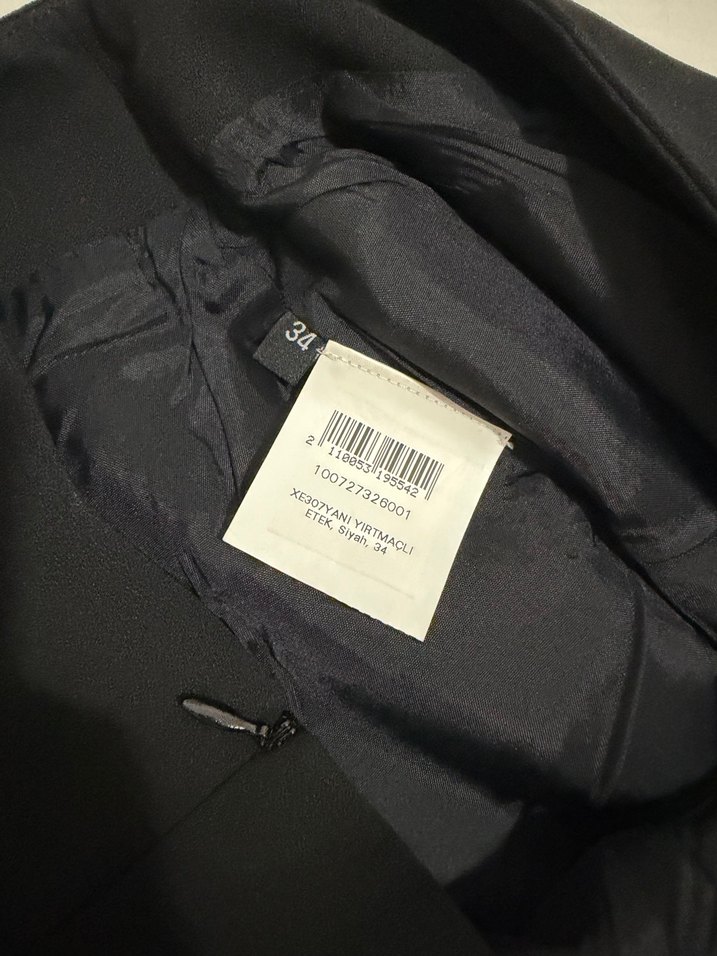 34
2 110053 195542
100727326001
XE307YANI YIRTMAÇLI
ETEK, Siyah, 34